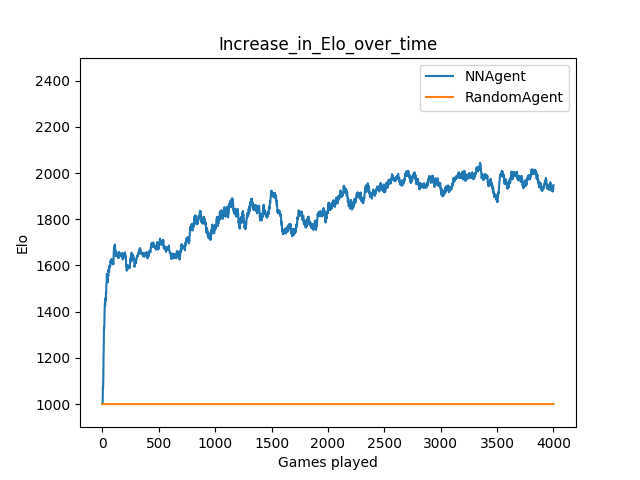 Increase_in_Elo_over_time
NNAgent
RandomAgent
2400
2200
2000
1800
1600
1400
1200
1000
Elo
0 500 1000 1500 2000 2500 3000 3500 4000
Games played